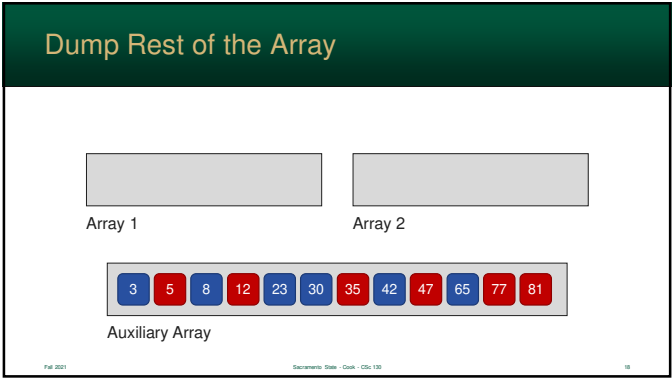 Dump Rest of the Array
Array 1
Array 2
3 5 8 12 23 30 35 42 47 65 77 81
Auxiliary Array
Fall 2021
Sacramento State - Cook - CSc 130
18